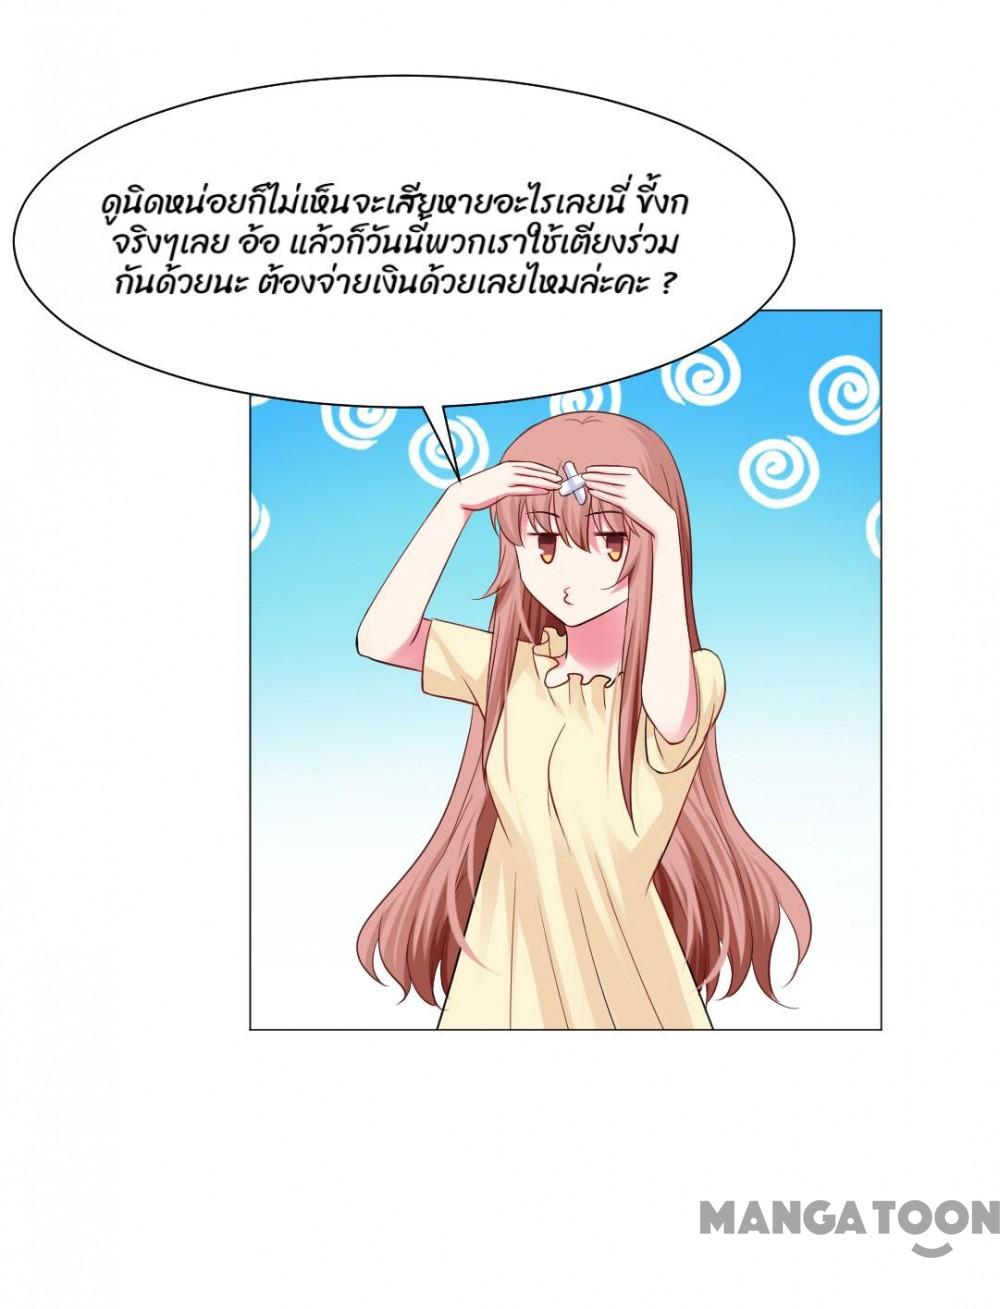 ดูนิดหน่อยก็ไม่เห็นจะเสียหายอะไรเลยนี่ ขี้งก
จริงๆเลย อ้อ แล้วก็วันนี้พวกเราใช้เตียงร่วม
กันด้วยนะ ต้องจ่ายเงินด้วยเลยไหมล่ะคะ ?
MANGATOON